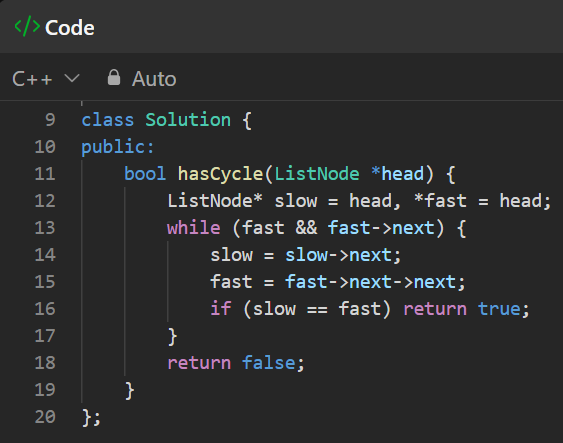 </> Code
C++ Auto
9 class Solution {
10 public:
11     bool hasCycle(ListNode *head) {
12         ListNode* slow = head, *fast = head;
13         while (fast && fast->next) {
14             slow = slow->next;
15             fast = fast->next->next;
16             if (slow == fast) return true;
17         }
18         return false;
19     }
20 };